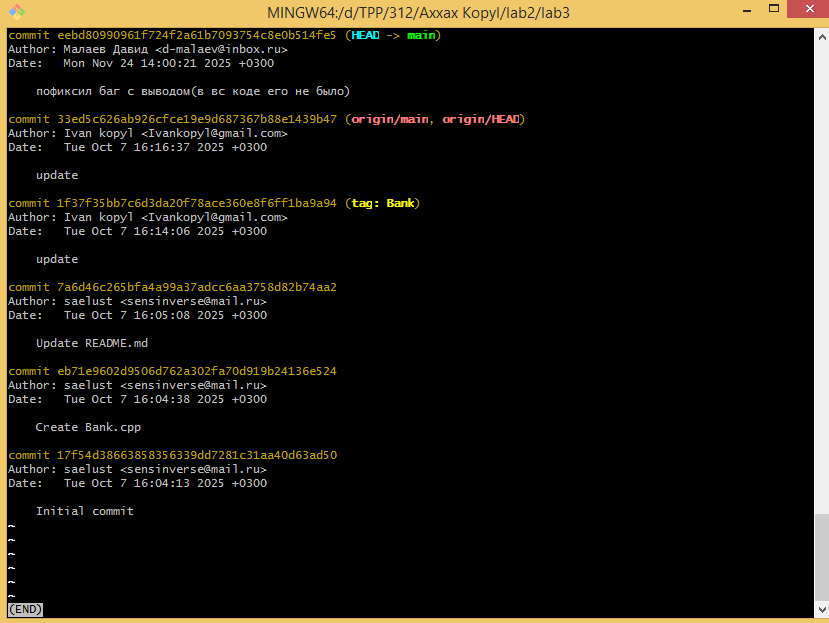 MINGW64:/d/TPP/312/Аххах Kopyl/lab2/lab3
commit eebd80990961f724f2a61b7093754c8e0b514fe5 (HEAD -> main)
Author: Малаев Давид <d-malaev@inbox.ru>
Date:   Mon Nov 24 14:00:21 2025 +0300
пофиксил баг с выводом(в вс коде его не было)
commit 33ed5c626ab926cfce19e9d687367b88e1439b47 (origin/main, origin/HEAD)
Author: Ivan kopyl <Ivankopyl@gmail.com>
Date:   Tue Oct 7 16:16:37 2025 +0300
update
commit 1f37f35bb7c6d3da20f78ace360e8f6ff1ba9a94 (tag: Bank)
Author: Ivan kopyl <Ivankopyl@gmail.com>
Date:   Tue Oct 7 16:14:06 2025 +0300
update
commit 7a6d46c265bfa4a99a37adcc6aa3758d82b74aa2
Author: saelust <sensinverse@mail.ru>
Date:   Tue Oct 7 16:05:08 2025 +0300
Update README.md
commit eb71e9602d9506d762a302fa70d919b24136e524
Author: saelust <sensinverse@mail.ru>
Date:   Tue Oct 7 16:04:38 2025 +0300
Create Bank.cpp
commit 17f54d38663858356339dd7281c31aa40d63ad50
Author: saelust <sensinverse@mail.ru>
Date:   Tue Oct 7 16:04:13 2025 +0300
Initial commit
~
~
~
~
~
~
(END)